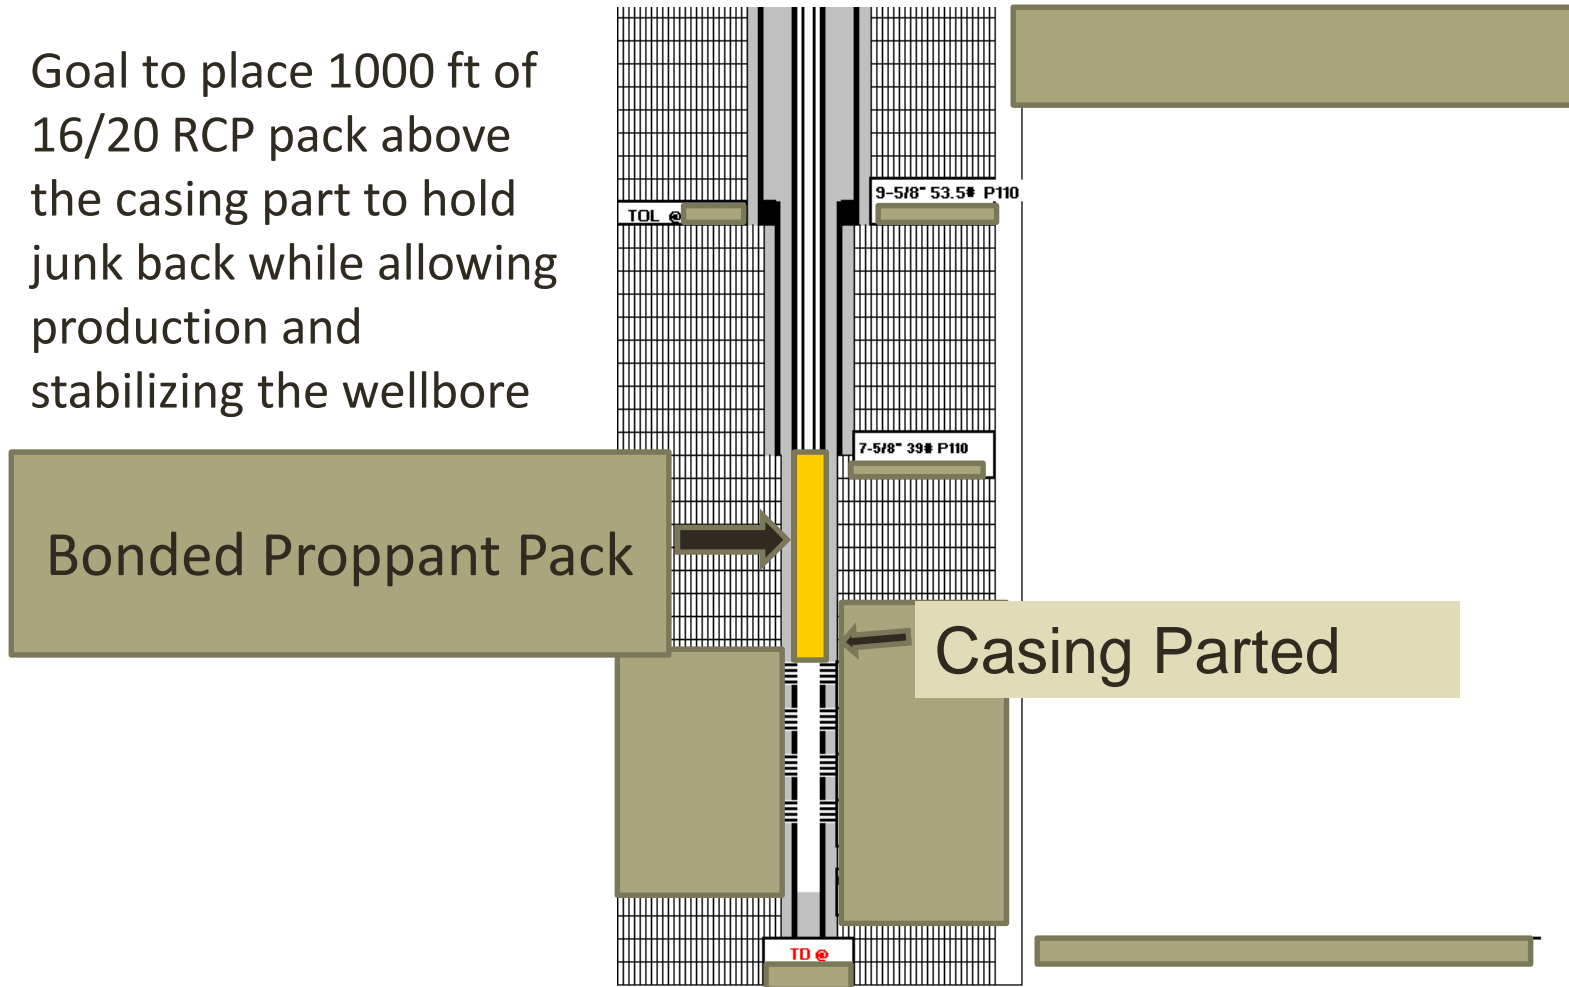 Goal to place 1000 ft of
16/20 RCP pack above
the casing part to hold
junk back while allowing
production and
stabilizing the wellbore
9-5/8" 53.5# P110
TOL @
7-5/8" 39# P110
Bonded Proppant Pack
Casing Parted
TD @